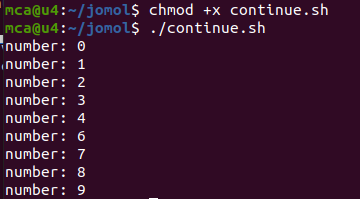 mca@u4:~/jomol$ chmod +x continue.sh
mca@u4:~/jomol$ ./continue.sh
number: 0
number: 1
number: 2
number: 3
number: 4
number: 6
number: 7
number: 8
number: 9